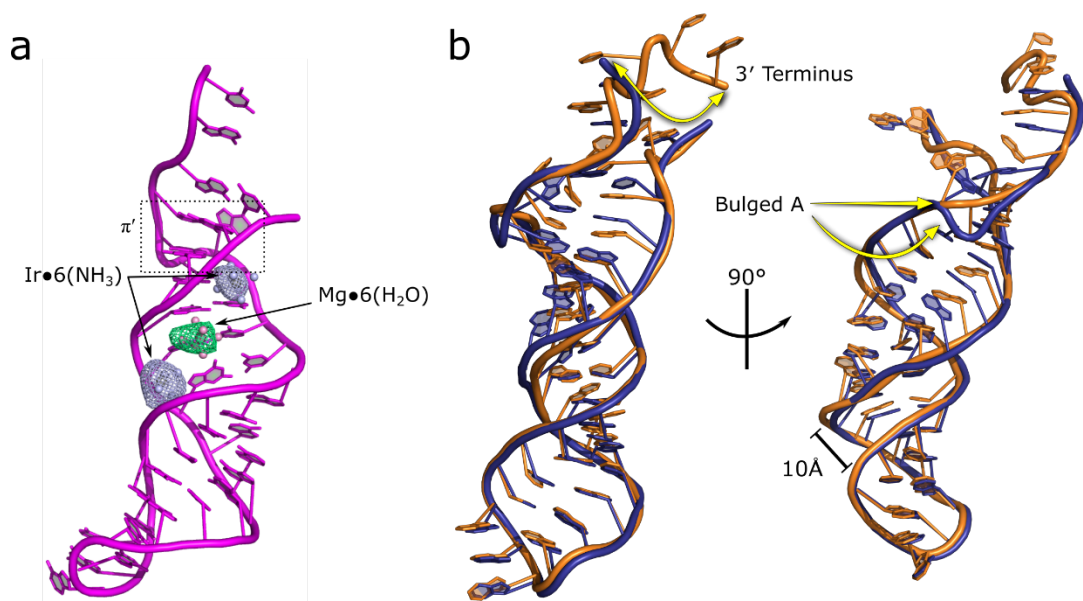 a
π′
Ir●6(NH₃)
Mg●6(H₂O)
b
3′ Terminus
Bulged A
90°
10Å